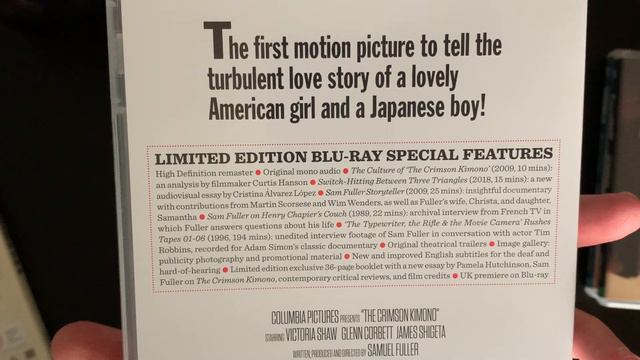 The first motion picture to tell the
turbulent love story of a lovely
American girl and a Japanese boy!
LIMITED EDITION BLU-RAY SPECIAL FEATURES
High Definition remaster ● Original mono audio ● The Culture of 'The Crimson Kimono' (2009, 10 mins):
an analysis by filmmaker Curtis Hanson ● Switch-Hitting Between Three Triangles (2018, 15 mins): a new
audiovisual essay by Cristina Álvarez López ● Sam Fuller Storyteller (2009, 25 mins): insightful documentary
with contributions from Martin Scorsese and Wim Wenders, as well as Fuller's wife, Christa, and daughter,
Samantha ● Sam Fuller on Henry Chapier's Couch (1989, 22 mins): archival interview from French TV in
which Fuller answers questions about his life ● 'The Typewriter, the Rifle & the Movie Camera' Rushes
Tapes 01-06 (1996, 194 mins): unedited interview footage of Sam Fuller in conversation with actor Tim
Robbins, recorded for Adam Simon's classic documentary ● Original theatrical trailers ● Image gallery:
publicity photography and promotional material ● New and improved English subtitles for the deaf and
hard-of-hearing ● Limited edition exclusive 36-page booklet with a new essay by Pamela Hutchinson, Sam
Fuller on The Crimson Kimono, contemporary critical reviews, and film credits ● UK premiere on Blu-ray
COLUMBIA PICTURES PRESENTS "THE CRIMSON KIMONO"
STARRING VICTORIA SHAW GLENN CORBETT JAMES SHIGETA
WRITTEN, PRODUCED AND DIRECTED BY SAMUEL FULLER